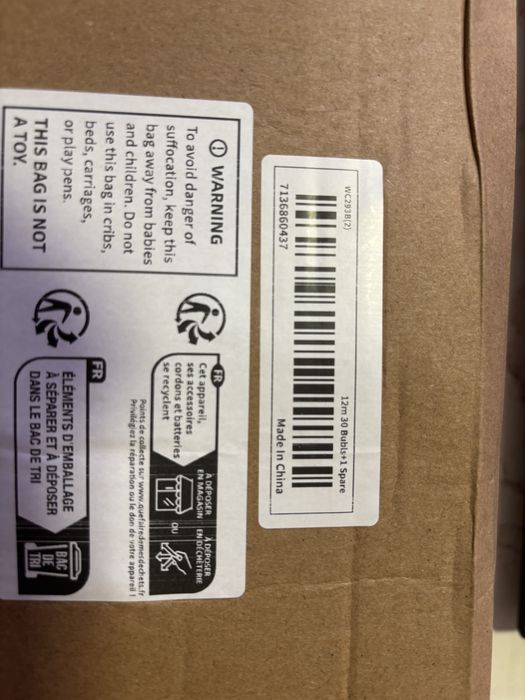 WC293B(2)
12m 30 Bubls+1 Spare
7136860437
Made In China
WARNING
To avoid danger of
suffocation, keep this
bag away from babies
and children. Do not
use this bag in cribs,
beds, carriages,
or play pens.
THIS BAG IS NOT
A TOY.
FR
Cet appareil,
ses accessoires
cordons et batteries
se recyclent
À DÉPOSER
EN MAGASIN
OU
À DÉPOSER
EN DÉCHÈTERIE
Points de collecte sur www.quefairedemesdechets.fr
Privilégiez la réparation ou le don de votre appareil !
FR
ÉLÉMENTS D'EMBALLAGE
À SÉPARER ET À DÉPOSER
DANS LE BAC DE TRI
BAC
DE
TRI